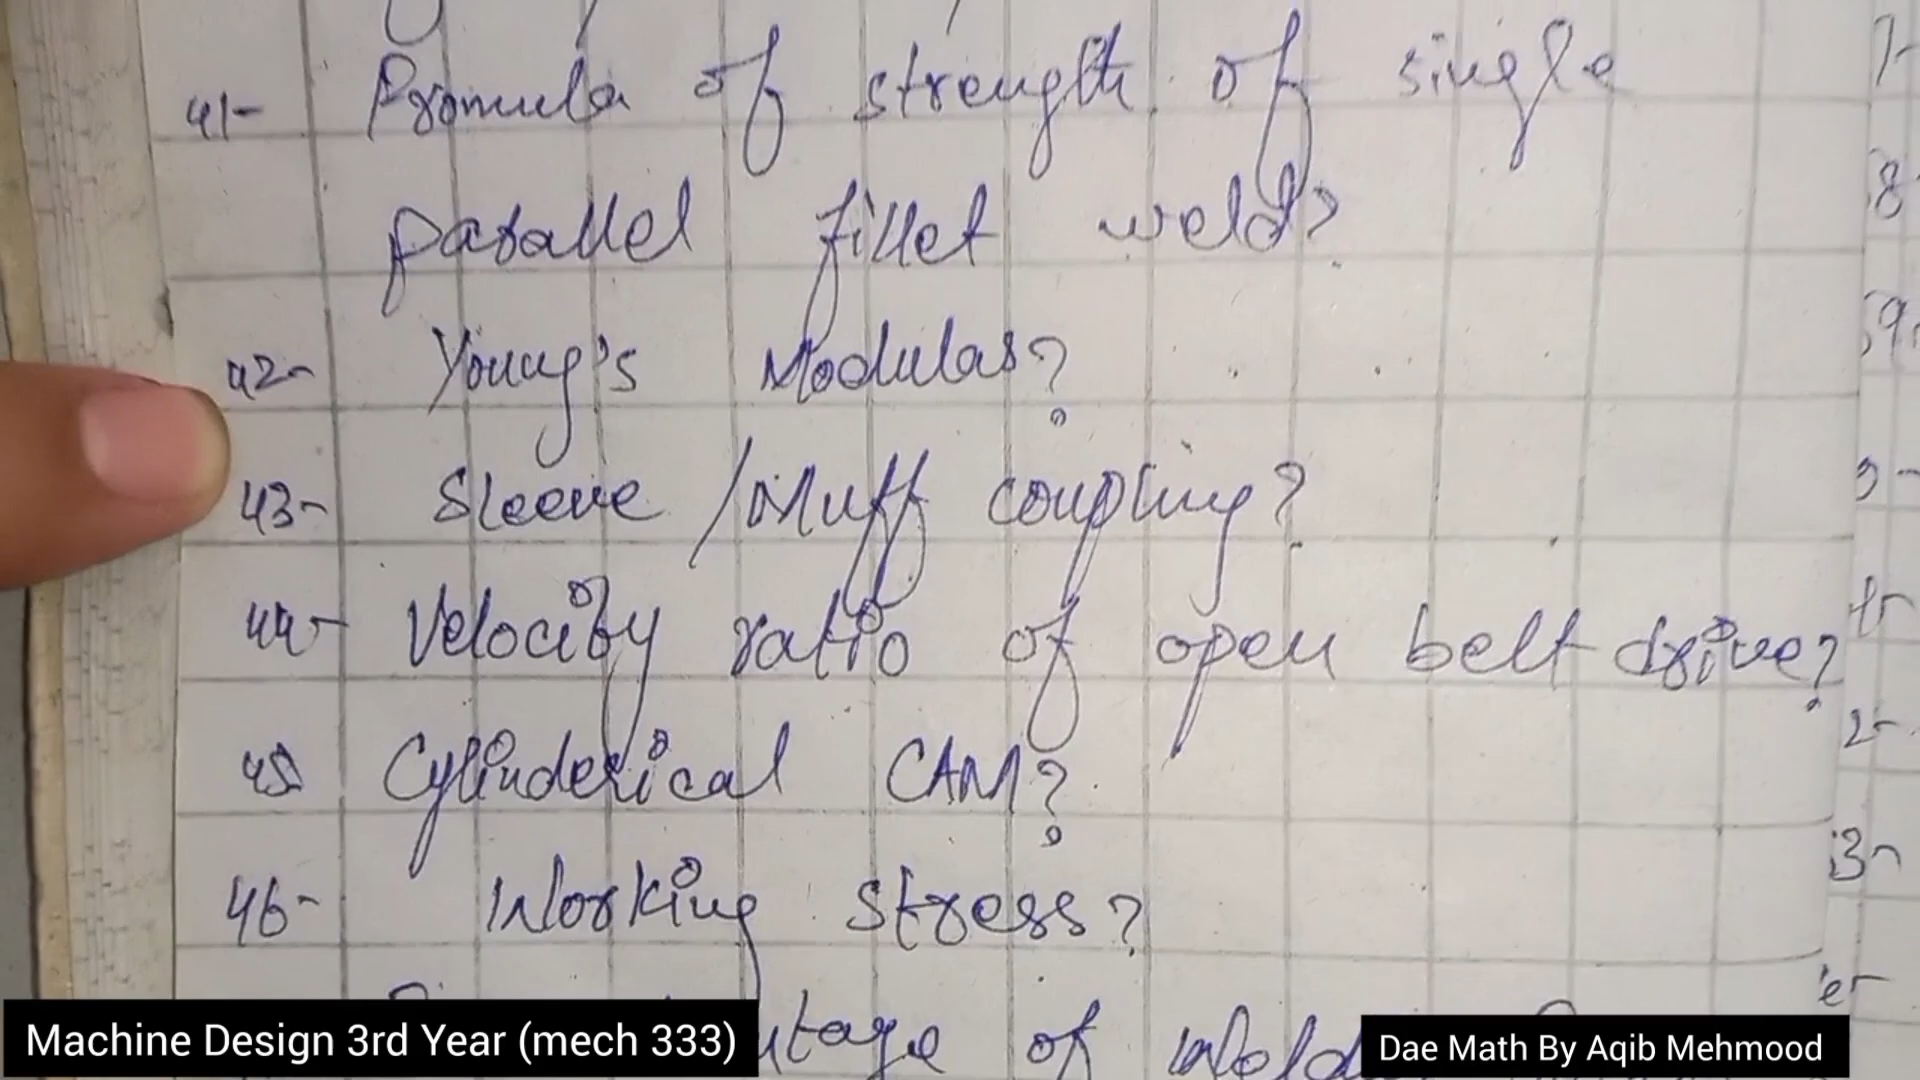 41- Promula of strength of single
parallel fillet weld?
42- Young's Modulas?
43- Sleeve / Muff coupling?
44- Velocity ratio of open belt drive?
45 Cylinderical CAM?
46- Working stress?
of
Machine Design 3rd Year (mech 333)
Dae Math By Aqib Mehmood